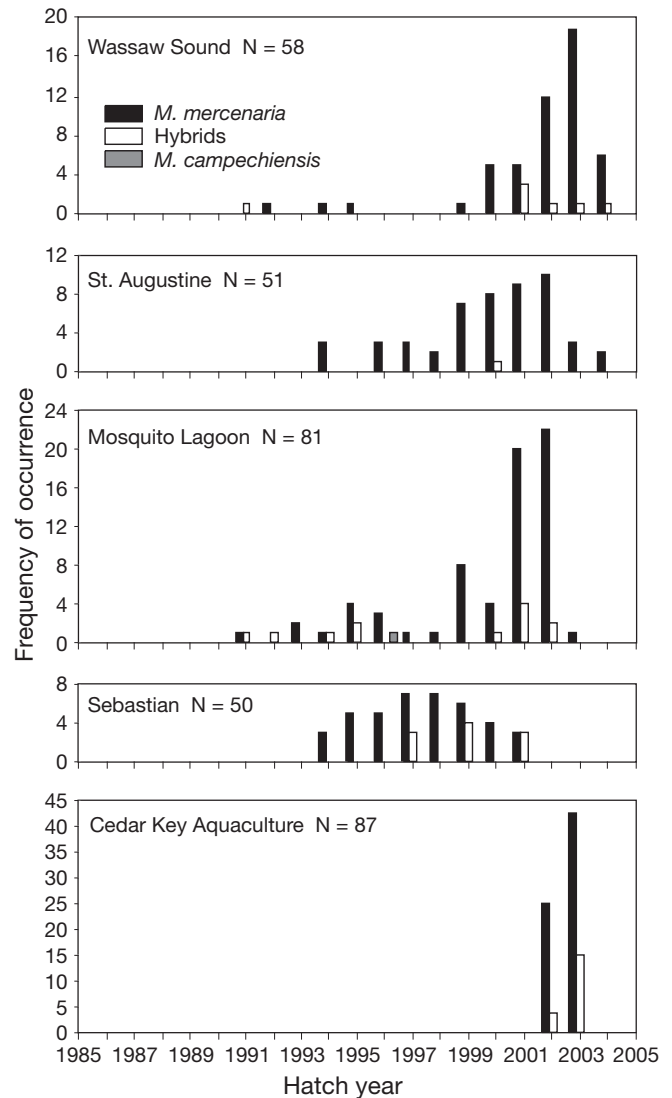 Frequency of occurrence
20
16
12
8
4
0
Wassaw Sound N = 58
M. mercenaria
Hybrids
M. campechiensis
12
8
4
0
St. Augustine N = 51
24
20
16
12
8
4
0
Mosquito Lagoon N = 81
8
4
0
Sebastian N = 50
45
40
35
30
25
20
15
10
5
0
Cedar Key Aquaculture N = 87
1985 1987 1989 1991 1993 1995 1997 1999 2001 2003 2005
Hatch year